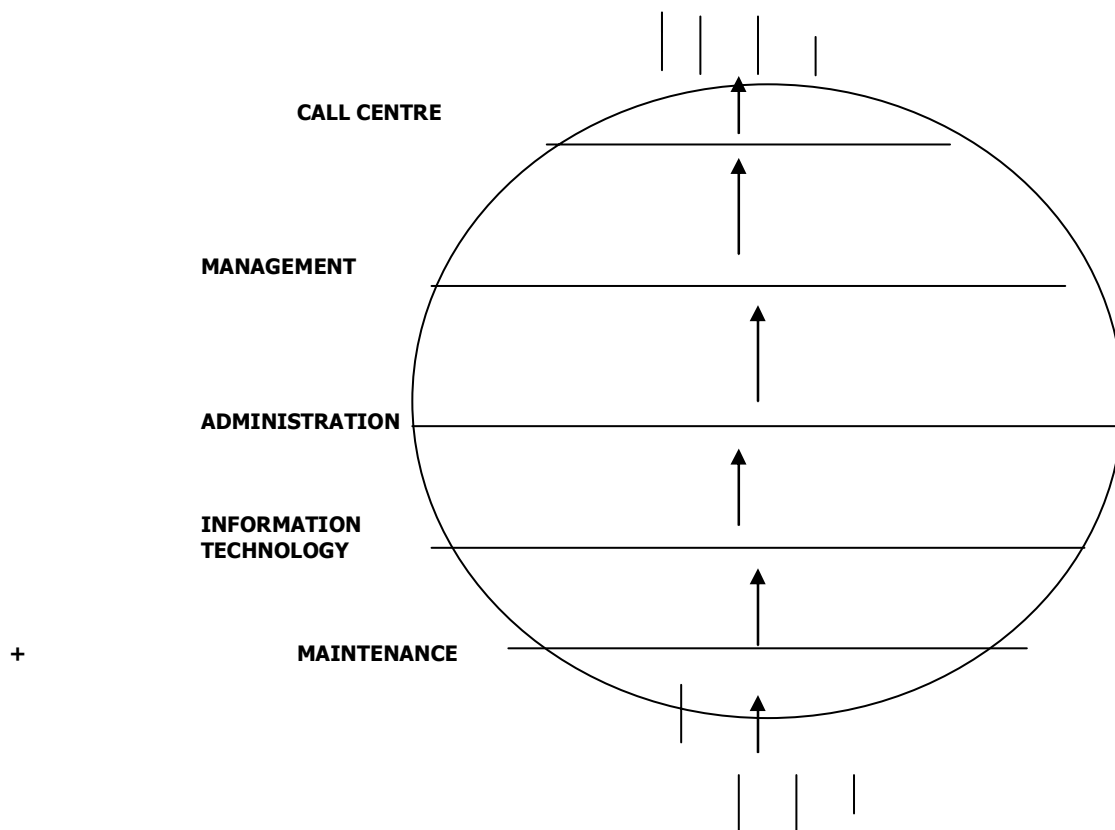 CALL CENTRE
MANAGEMENT
ADMINISTRATION
INFORMATION
TECHNOLOGY
+ MAINTENANCE